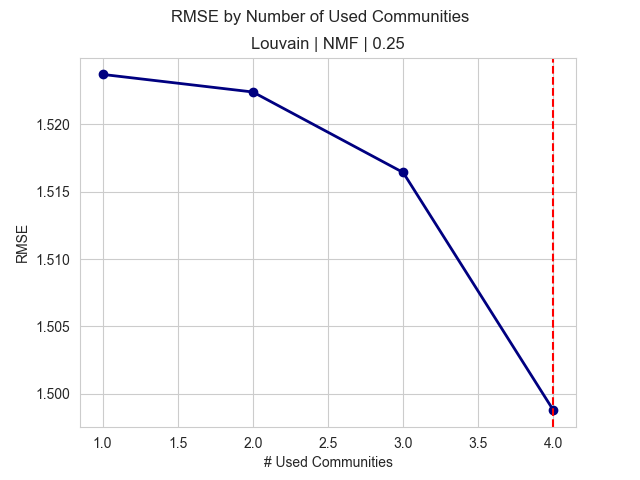 RMSE by Number of Used Communities
Louvain | NMF | 0.25
1.520
1.515
1.510
1.505
1.500
RMSE
1.0 1.5 2.0 2.5 3.0 3.5 4.0
# Used Communities